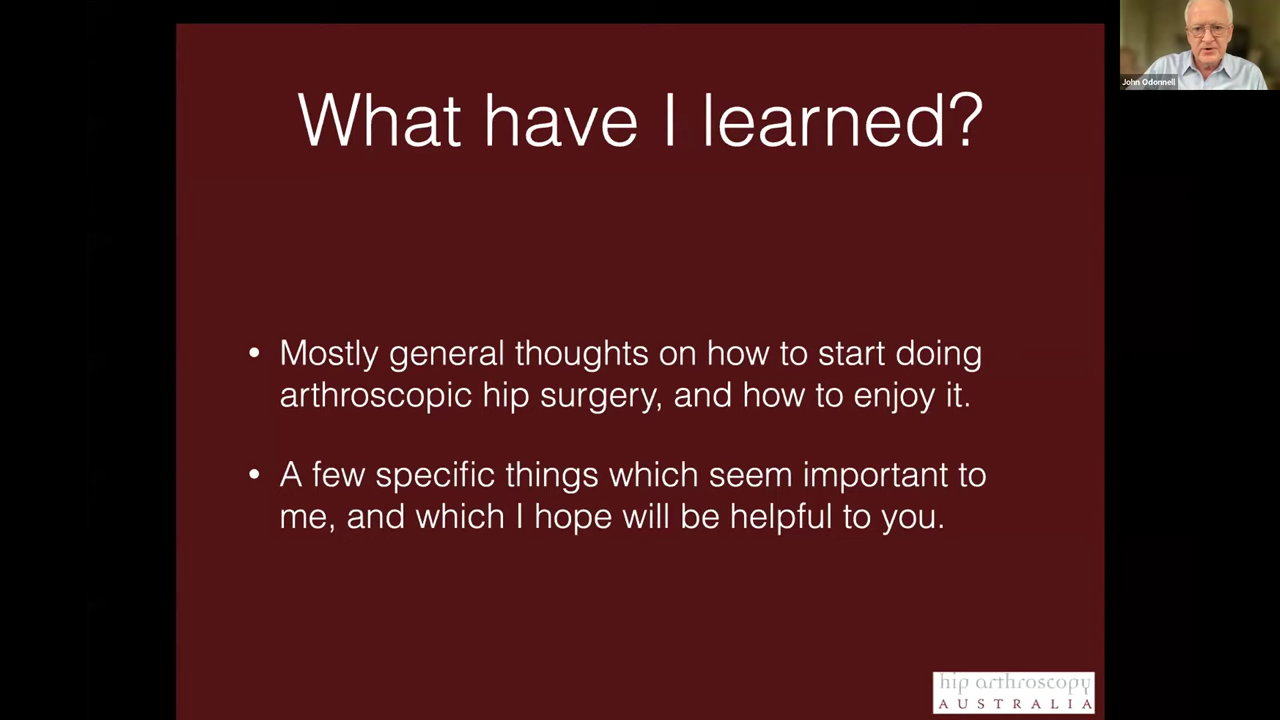 John Odonnell
What have I learned?
• Mostly general thoughts on how to start doing
arthroscopic hip surgery, and how to enjoy it.
• A few specific things which seem important to
me, and which I hope will be helpful to you.
hip arthroscopy
AUSTRALIA